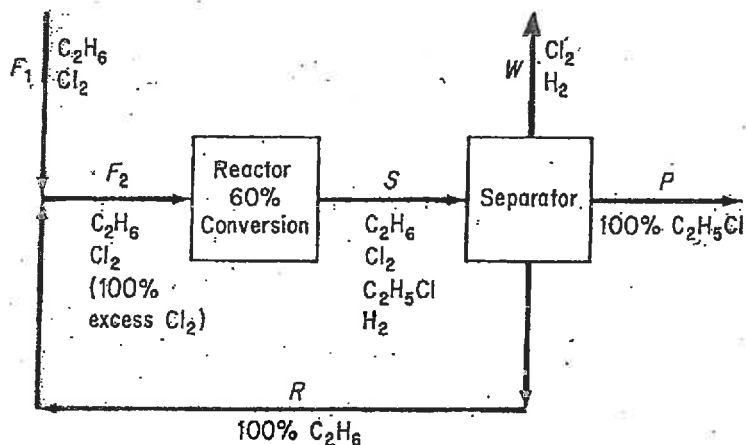 F₁
C₂H₆
Cl₂
W
Cl₂
H₂
F₂
C₂H₆
Cl₂
(100%
excess Cl₂)
Reactor
60%
Conversion
S
C₂H₆
Cl₂
C₂H₅Cl
H₂
Separator
P
100% C₂H₅Cl
R
100% C₂H₆